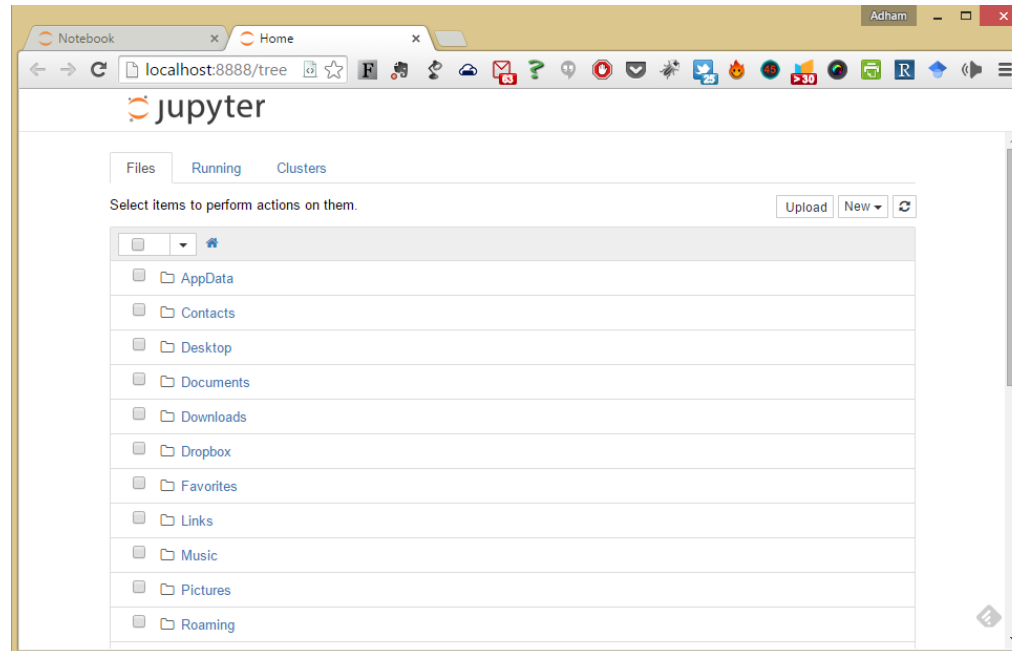 Adham
Notebook
Home
localhost:8888/tree
F
63
?
25
45
>30
R
jupyter
Files Running Clusters
Select items to perform actions on them.
Upload New
AppData
Contacts
Desktop
Documents
Downloads
Dropbox
Favorites
Links
Music
Pictures
Roaming